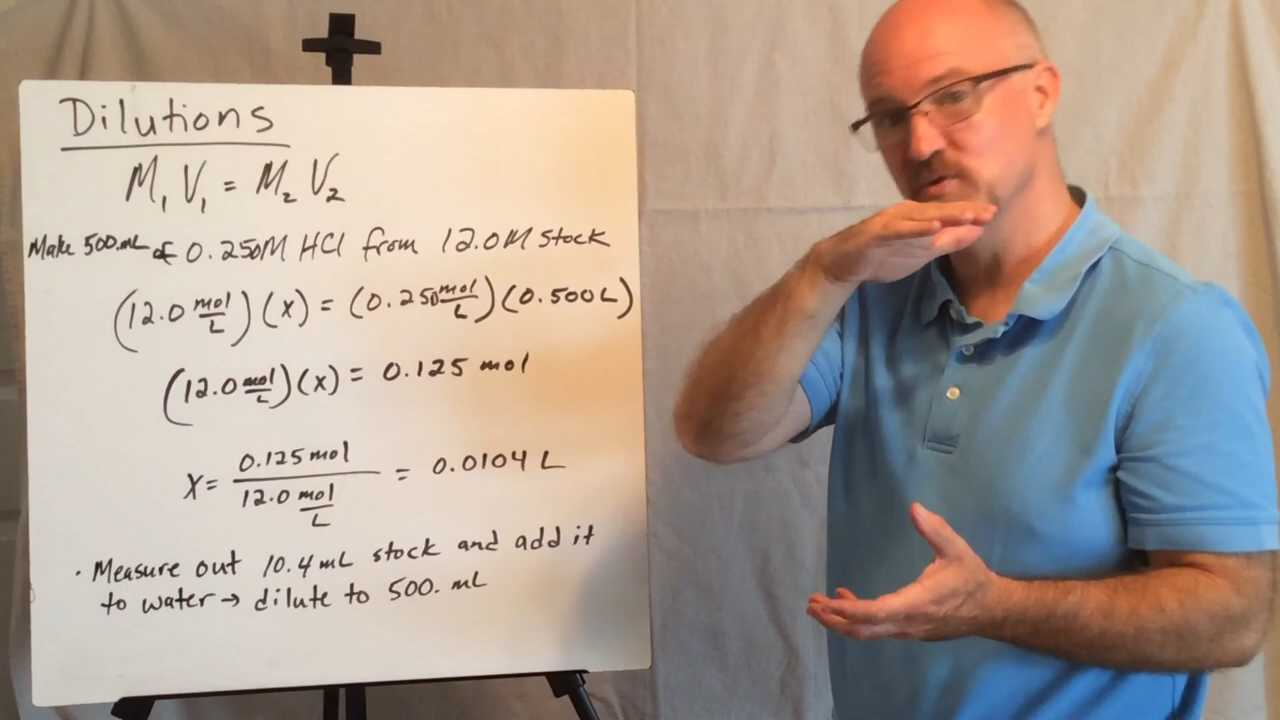 Dilutions
M₁V₁ = M₂V₂
Make 500.mL of 0.250M HCl from 12.0M stock
(12.0 mol/L)(x) = (0.250 mol/L)(0.500L)
(12.0 mol/L)(x) = 0.125 mol
X = 0.125 mol / 12.0 mol/L = 0.0104 L
· Measure out 10.4 mL stock and add it
to water → dilute to 500. mL